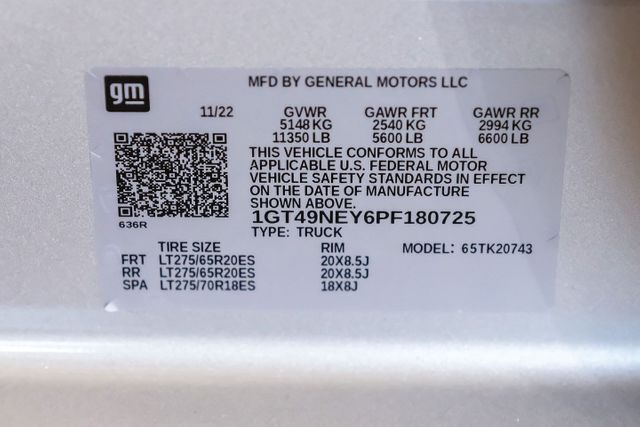 gm
MFD BY GENERAL MOTORS LLC
11/22 GVWR GAWR FRT GAWR RR
5148 KG 2540 KG 2994 KG
11350 LB 5600 LB 6600 LB
THIS VEHICLE CONFORMS TO ALL
APPLICABLE U.S. FEDERAL MOTOR
VEHICLE SAFETY STANDARDS IN EFFECT
ON THE DATE OF MANUFACTURE
SHOWN ABOVE.
636R
1GT49NEY6PF180725
TYPE: TRUCK
TIRE SIZE RIM MODEL: 65TK20743
FRT LT275/65R20ES 20X8.5J
RR LT275/65R20ES 20X8.5J
SPA LT275/70R18ES 18X8J